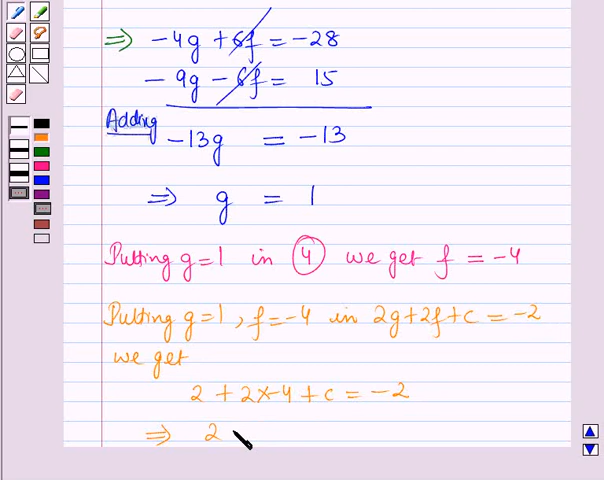 ⇒ -4g + 6f = -28
-9g - 6f = 15
Adding -13g = -13
⇒ g = 1
Putting g=1 in 4 we get f = -4
Putting g=1, f=-4 in 2g+2f+c = -2
we get
2 + 2×-4 + c = -2
⇒ 2